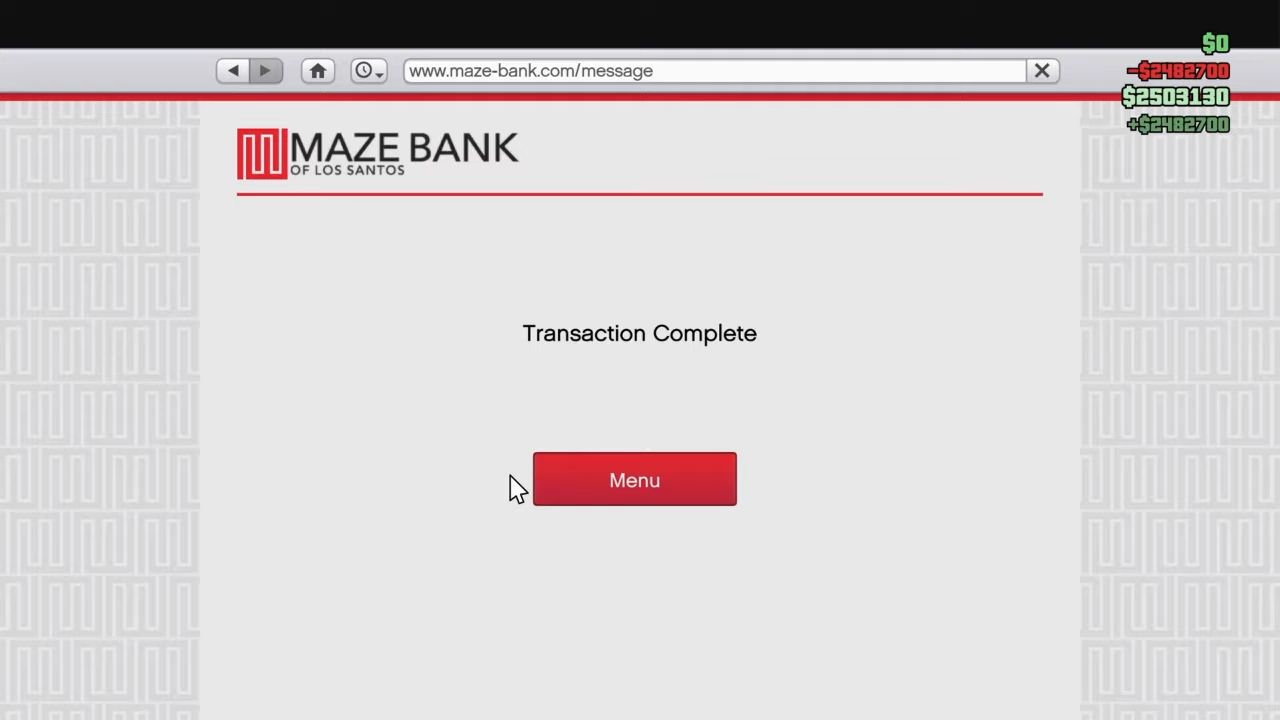 $0
-$2482700
www.maze-bank.com/message
$2503130
+$2482700
MAZE BANK
OF LOS SANTOS
Transaction Complete
Menu